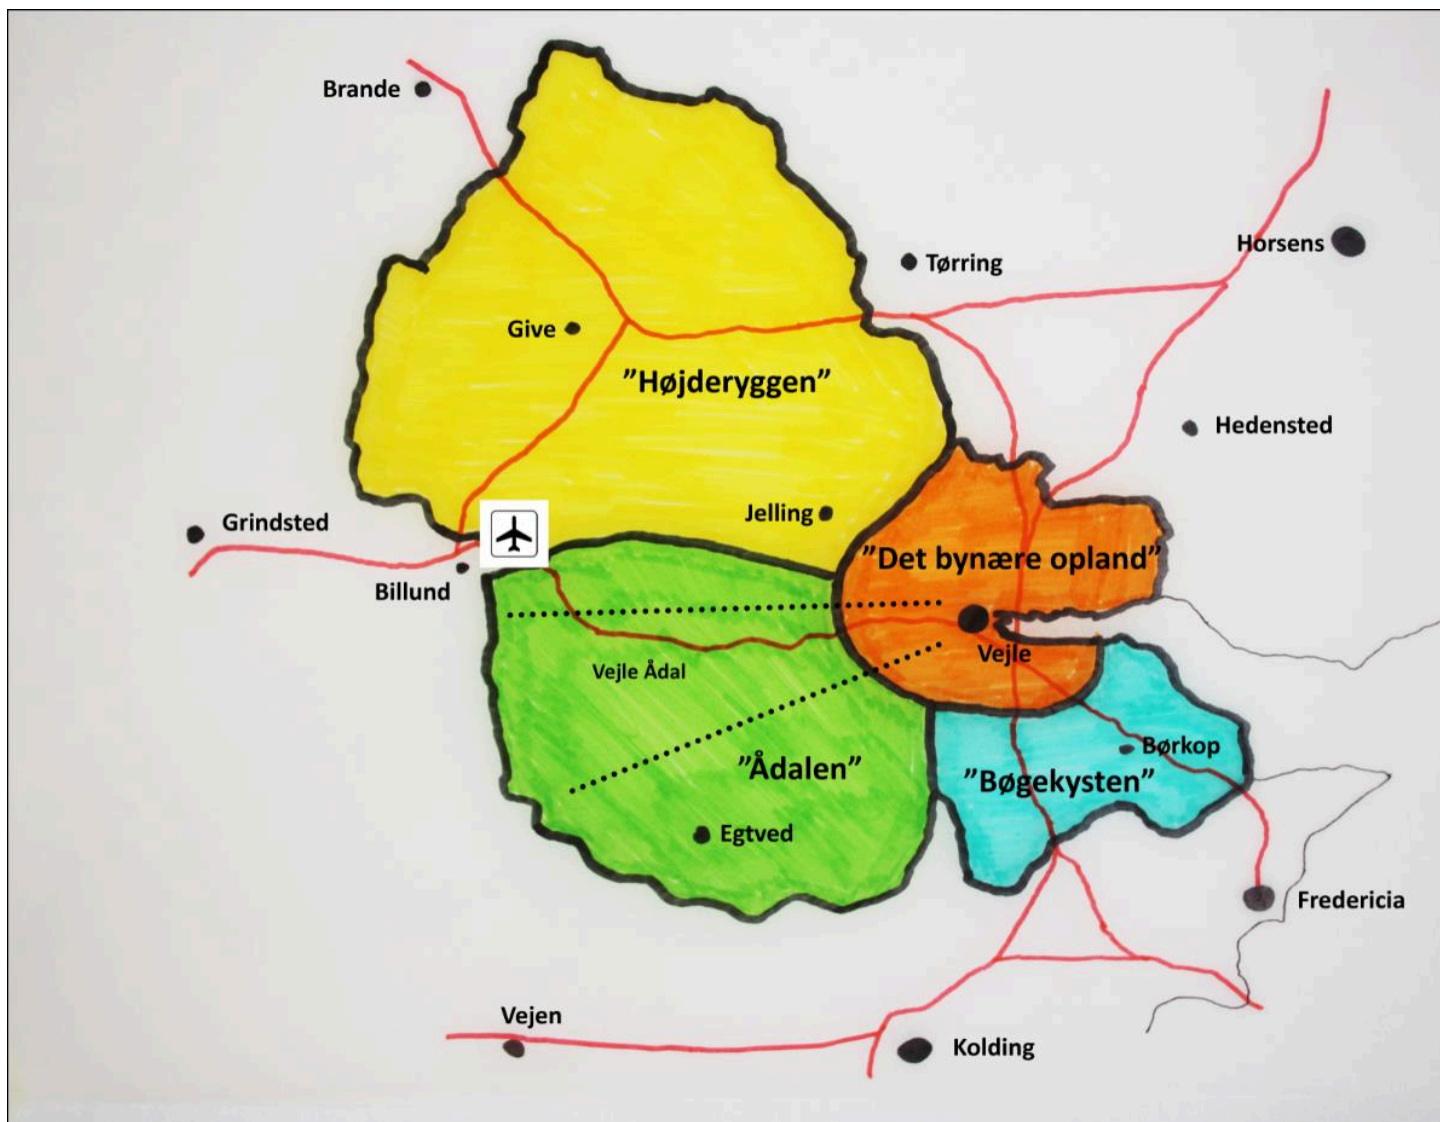 Brande
Horsens
Tørring
Give
”Højderyggen”
Hedensted
Jelling
Grindsted
”Det bynære opland”
Billund
Vejle
Vejle Ådal
Børkop
”Ådalen”
”Bøgekysten”
Egtved
Fredericia
Vejen
Kolding